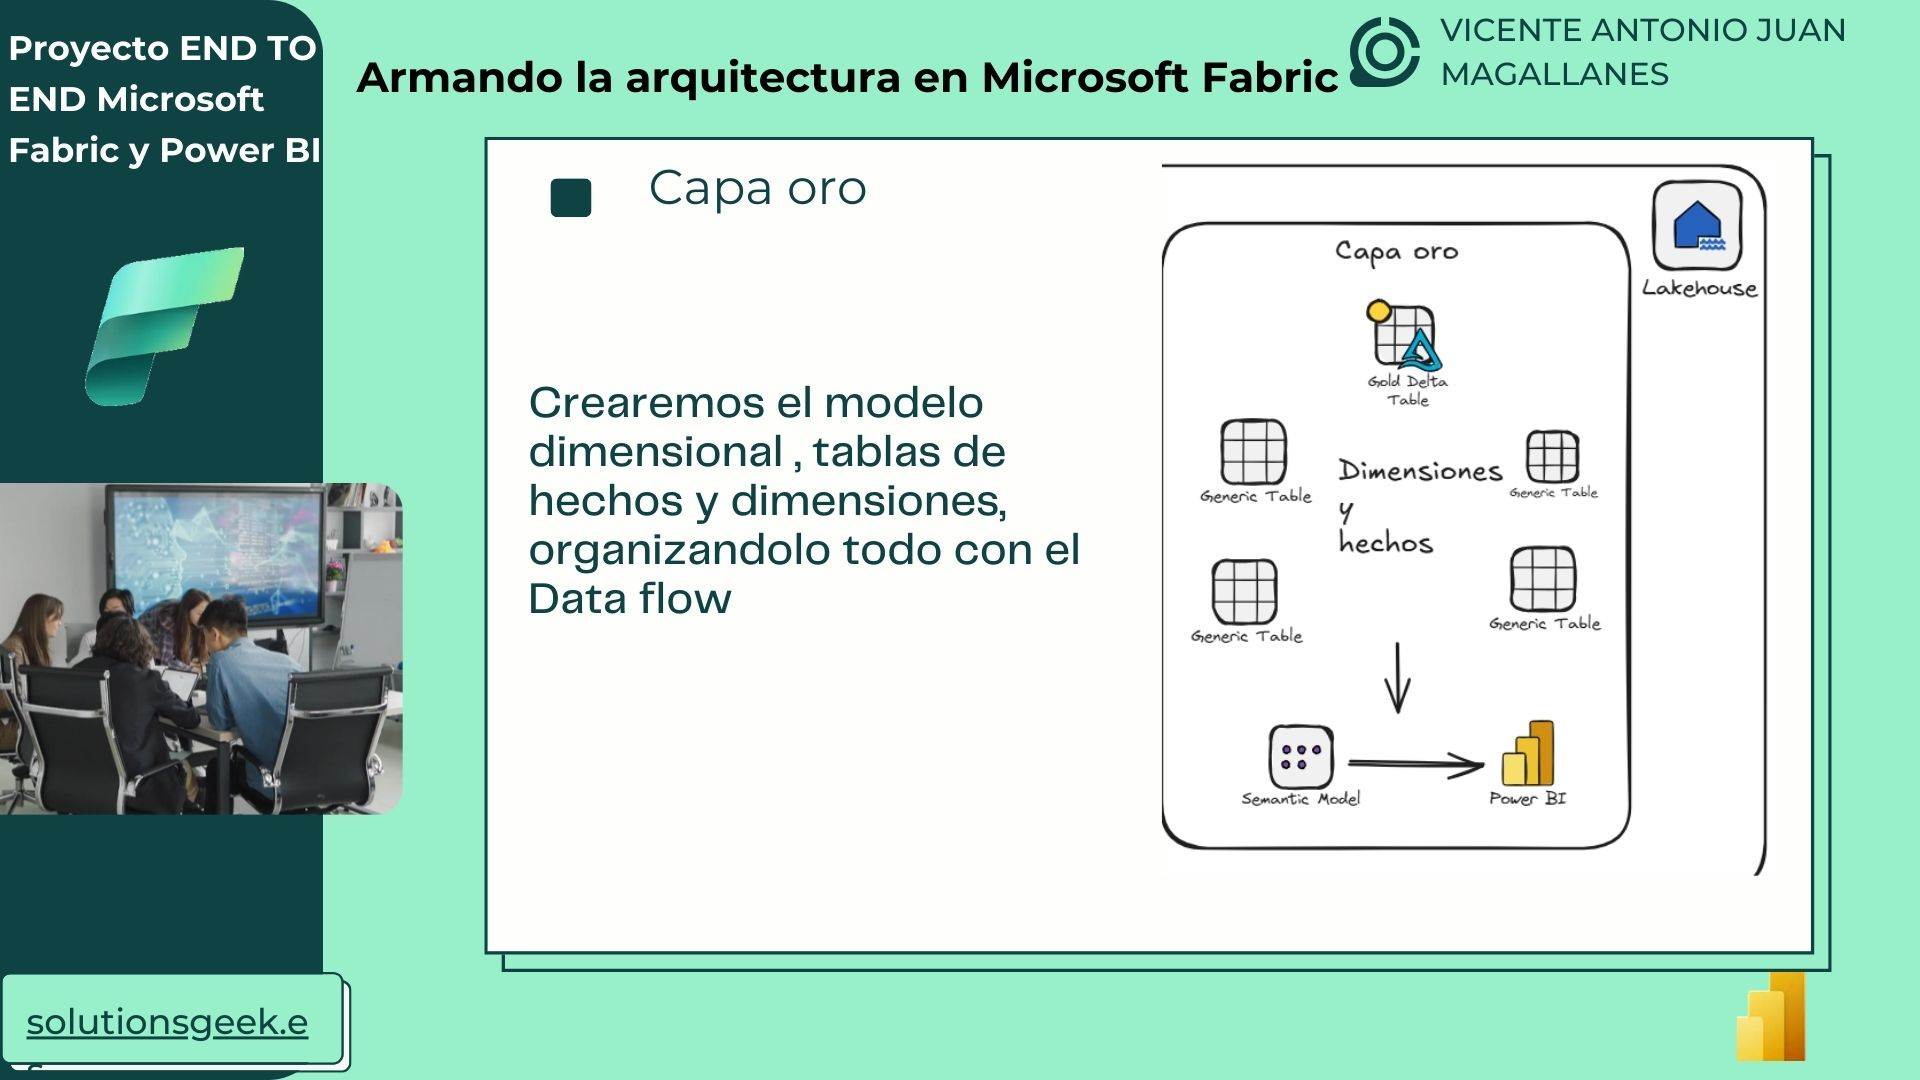 Proyecto END TO
END Microsoft
Fabric y Power BI
Armando la arquitectura en Microsoft Fabric
VICENTE ANTONIO JUAN
MAGALLANES
Capa oro
Crearemos el modelo
dimensional , tablas de
hechos y dimensiones,
organizandolo todo con el
Data flow
Capa oro
Lakehouse
Gold Delta
Table
Generic Table
Dimensiones
y
hechos
Generic Table
Generic Table
Generic Table
Semantic Model
Power BI
solutionsgeek.e
s